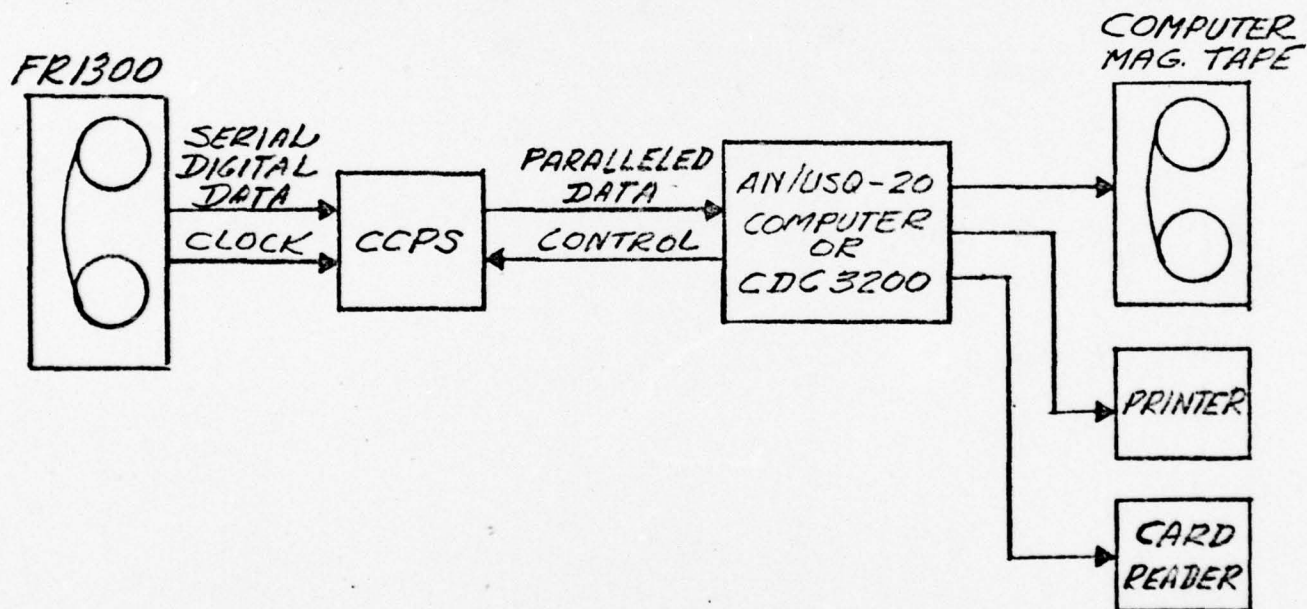 FR1300
SERIAL
DIGITAL
DATA
CLOCK
CCPS
PARALLELED
DATA
CONTROL
AN/USQ-20
COMPUTER
OR
CDC 3200
COMPUTER
MAG. TAPE
PRINTER
CARD
READER